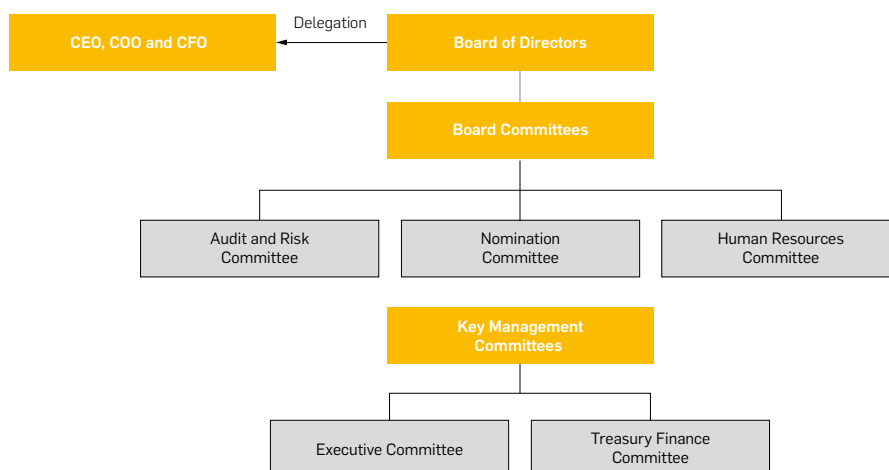 Delegation
CEO, COO and CFO
Board of Directors
Board Committees
Audit and Risk
Committee
Nomination
Committee
Human Resources
Committee
Key Management
Committees
Executive Committee
Treasury Finance
Committee